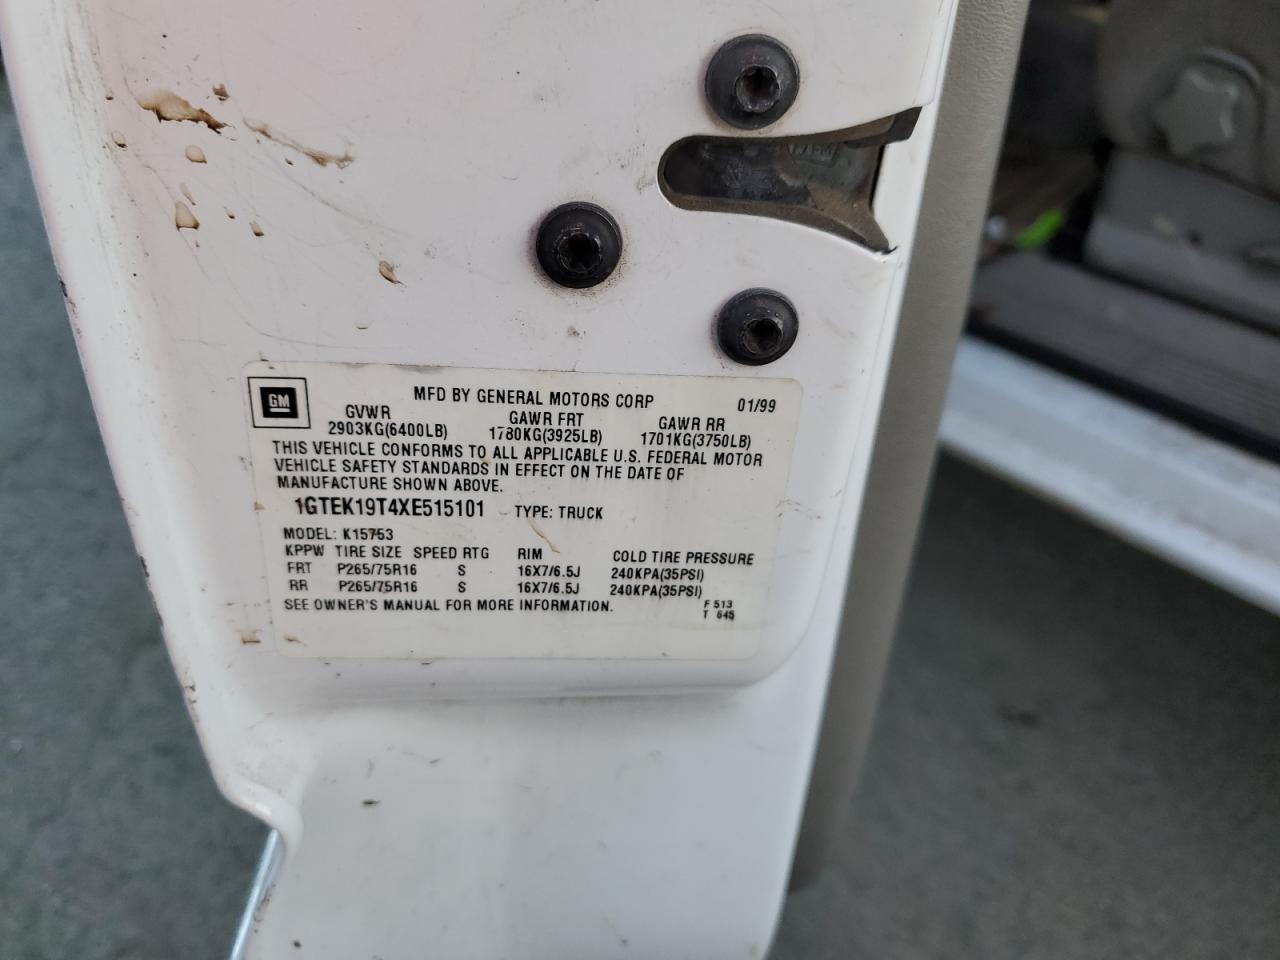 GM
MFD BY GENERAL MOTORS CORP 01/99
GVWR GAWR FRT GAWR RR
2903KG(6400LB) 1780KG(3925LB) 1701KG(3750LB)
THIS VEHICLE CONFORMS TO ALL APPLICABLE U.S. FEDERAL MOTOR
VEHICLE SAFETY STANDARDS IN EFFECT ON THE DATE OF
MANUFACTURE SHOWN ABOVE.
1GTEK19T4XE515101 TYPE: TRUCK
MODEL: K15753
KPPW TIRE SIZE SPEED RTG RIM COLD TIRE PRESSURE
FRT P265/75R16 S 16X7/6.5J 240KPA(35PSI)
RR P265/75R16 S 16X7/6.5J 240KPA(35PSI)
SEE OWNER'S MANUAL FOR MORE INFORMATION.
F 513
T 645